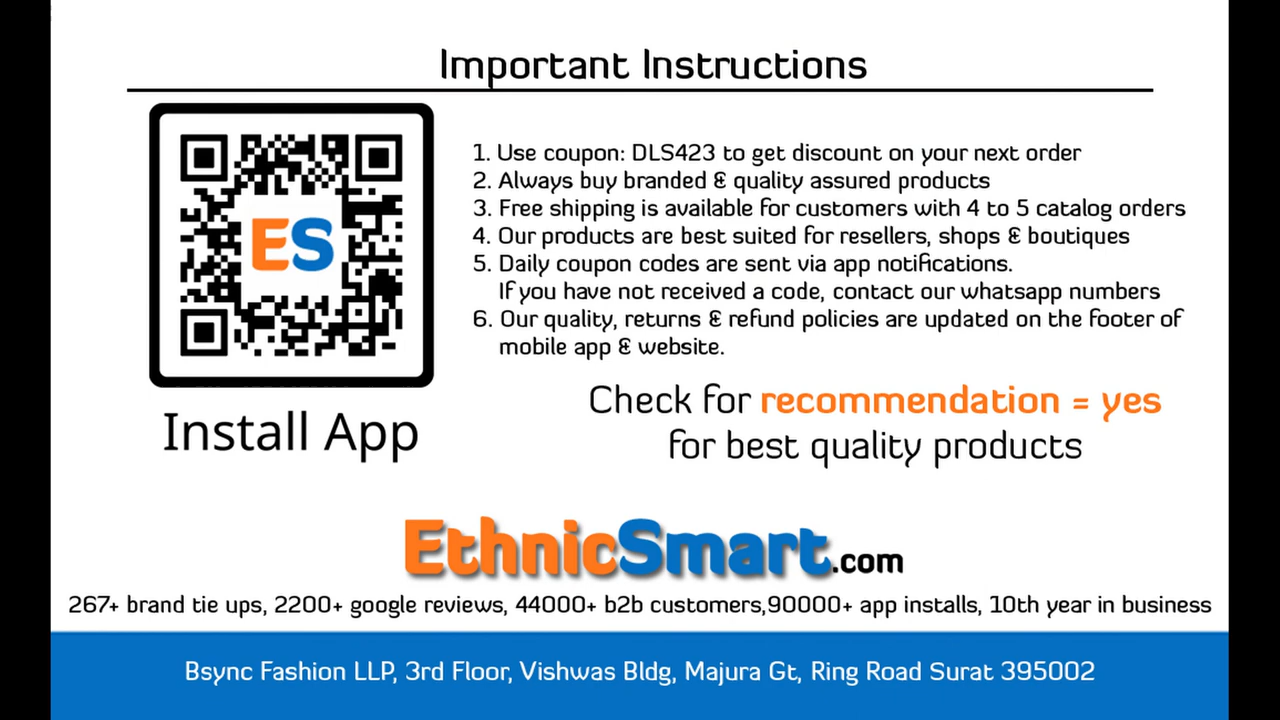 Important Instructions
1. Use coupon: DLS423 to get discount on your next order
2. Always buy branded & quality assured products
3. Free shipping is available for customers with 4 to 5 catalog orders
4. Our products are best suited for resellers, shops & boutiques
5. Daily coupon codes are sent via app notifications.
If you have not received a code, contact our whatsapp numbers
6. Our quality, returns & refund policies are updated on the footer of
mobile app & website.
ES
Install App
Check for recommendation = yes
for best quality products
EthnicSmart.com
267+ brand tie ups, 2200+ google reviews, 44000+ b2b customers,90000+ app installs, 10th year in business
Bsync Fashion LLP, 3rd Floor, Vishwas Bldg, Majura Gt, Ring Road Surat 395002